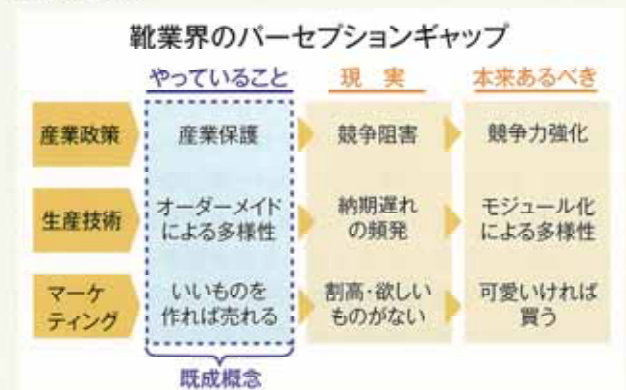 靴業界のパーセプションギャップ
やっていること
現　実
本来あるべき
産業政策
産業保護
競争阻害
競争力強化
生産技術
オーダーメイド
による多様性
納期遅れ
の頻発
モジュール化
による多様性
マーケ
ティング
いいものを
作れば売れる
割高・欲しい
ものがない
可愛いければ
買う
既成概念